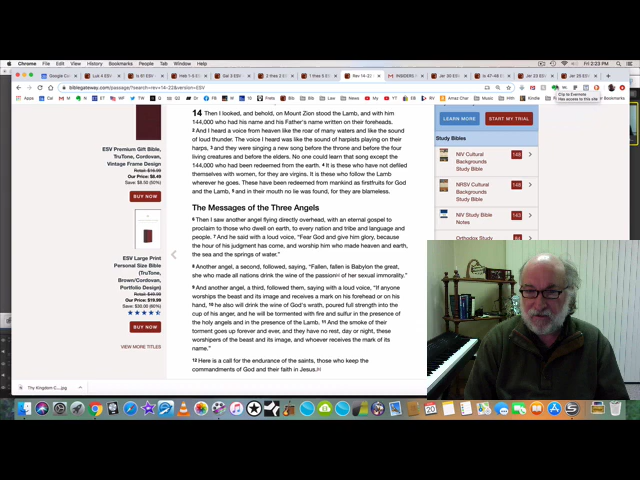 Chrome File Edit View History Bookmarks People Tab Window Help
Fri 2:23 PM
biblegateway.com/passage/?search=rev+14-22&version=ESV
Clip to Evernote
Has access to this site
14 Then I looked, and behold, on Mount Zion stood the Lamb, and with him
144,000 who had his name and his Father's name written on their foreheads.
2 And I heard a voice from heaven like the roar of many waters and like the sound
of loud thunder. The voice I heard was like the sound of harpists playing on their
harps, 3 and they were singing a new song before the throne and before the four
living creatures and before the elders. No one could learn that song except the
144,000 who had been redeemed from the earth. 4 It is these who have not defiled
themselves with women, for they are virgins. It is these who follow the Lamb
wherever he goes. These have been redeemed from mankind as firstfruits for God
and the Lamb, 5 and in their mouth no lie was found, for they are blameless.
The Messages of the Three Angels
6 Then I saw another angel flying directly overhead, with an eternal gospel to
proclaim to those who dwell on earth, to every nation and tribe and language and
people. 7 And he said with a loud voice, "Fear God and give him glory, because
the hour of his judgment has come, and worship him who made heaven and earth,
the sea and the springs of water."
8 Another angel, a second, followed, saying, "Fallen, fallen is Babylon the great,
she who made all nations drink the wine of the passion[a] of her sexual immorality."
9 And another angel, a third, followed them, saying with a loud voice, "If anyone
worships the beast and its image and receives a mark on his forehead or on his
hand, 10 he also will drink the wine of God's wrath, poured full strength into the
cup of his anger, and he will be tormented with fire and sulfur in the presence of
the holy angels and in the presence of the Lamb. 11 And the smoke of their
torment goes up forever and ever, and they have no rest, day or night, these
worshipers of the beast and its image, and whoever receives the mark of its
name."
12 Here is a call for the endurance of the saints, those who keep the
commandments of God and their faith in Jesus.[b]
ESV Premium Gift Bible,
TruTone, Cordovan,
Vintage Frame Design
Retail: $16.99
Our Price: $8.49
Save: $8.50 (50%)
BUY NOW
ESV Large Print
Personal Size Bible
(TruTone,
Brown/Cordovan,
Portfolio Design)
Our Price: $19.99
BUY NOW
VIEW MORE TITLES
LEARN MORE
START MY TRIAL
Study Bibles
NIV Cultural
Backgrounds
Study Bible
148
NRSV Cultural
Backgrounds
Study Bible
148
NIV Study Bible
Notes
143
Orthodox Study
Thy Kingdom C....jpg